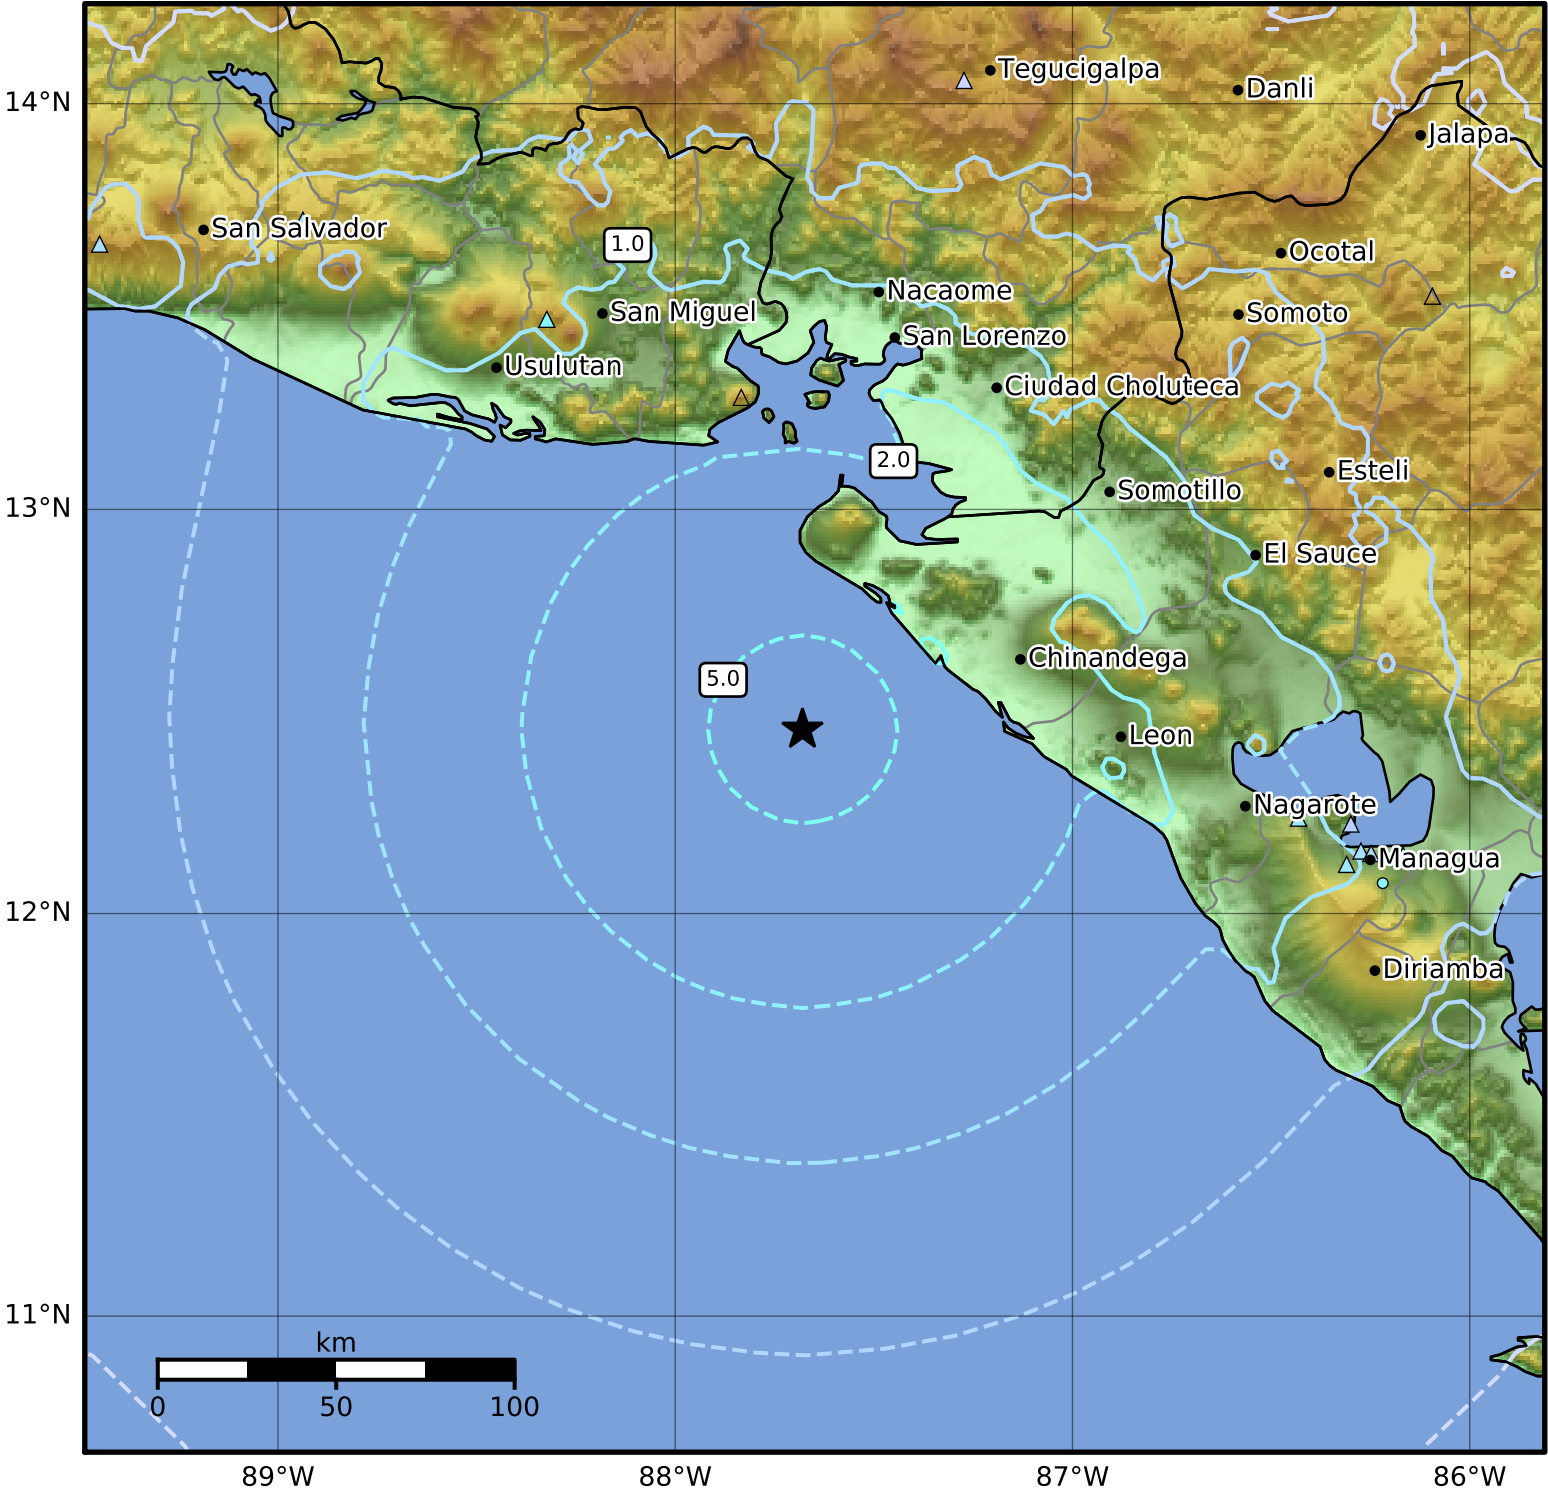 Tegucigalpa
Danli
14°N
Jalapa
San Salvador
1.0
Ocotal
Nacaome
San Miguel
Somoto
San Lorenzo
Usulutan
Ciudad Choluteca
2.0
Esteli
Somotillo
13°N
El Sauce
Chinandega
5.0
Leon
Nagarote
Managua
12°N
Diriamba
11°N
km
0 50 100
89°W 88°W 87°W 86°W